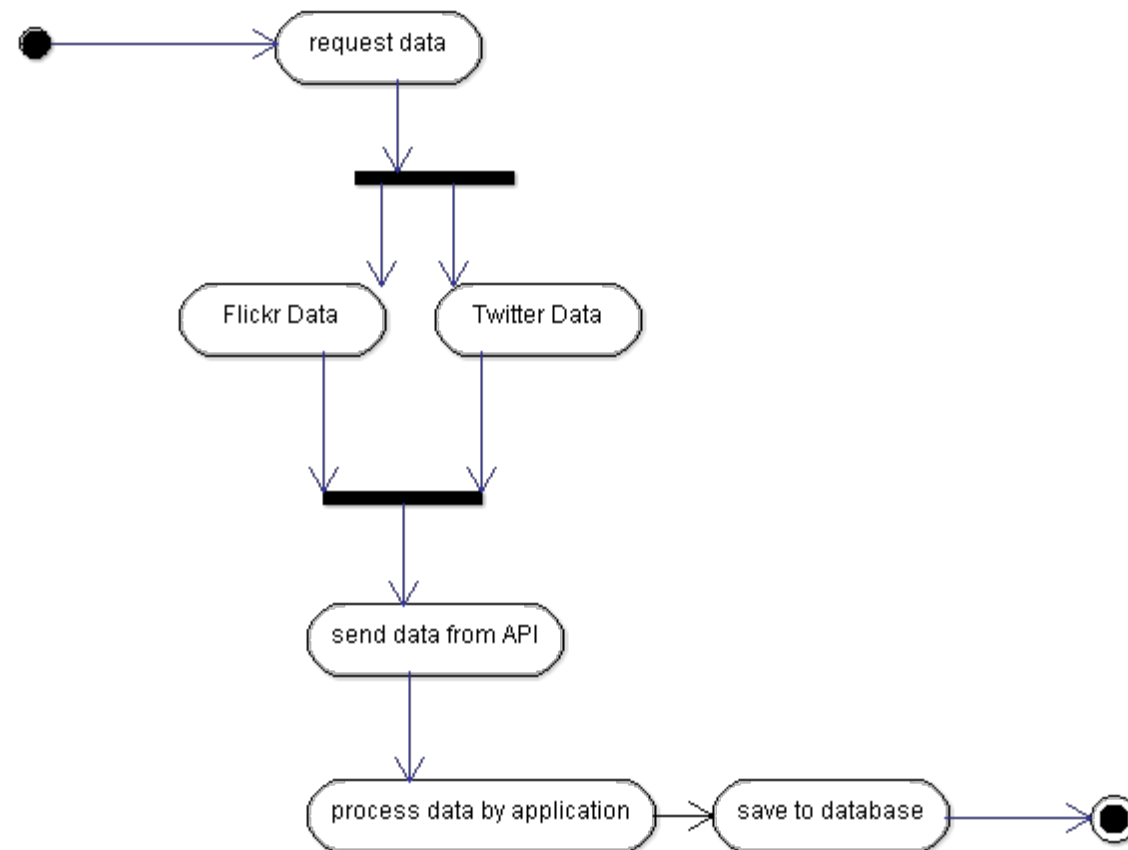 request data
Flickr Data
Twitter Data
send data from API
process data by application
save to database